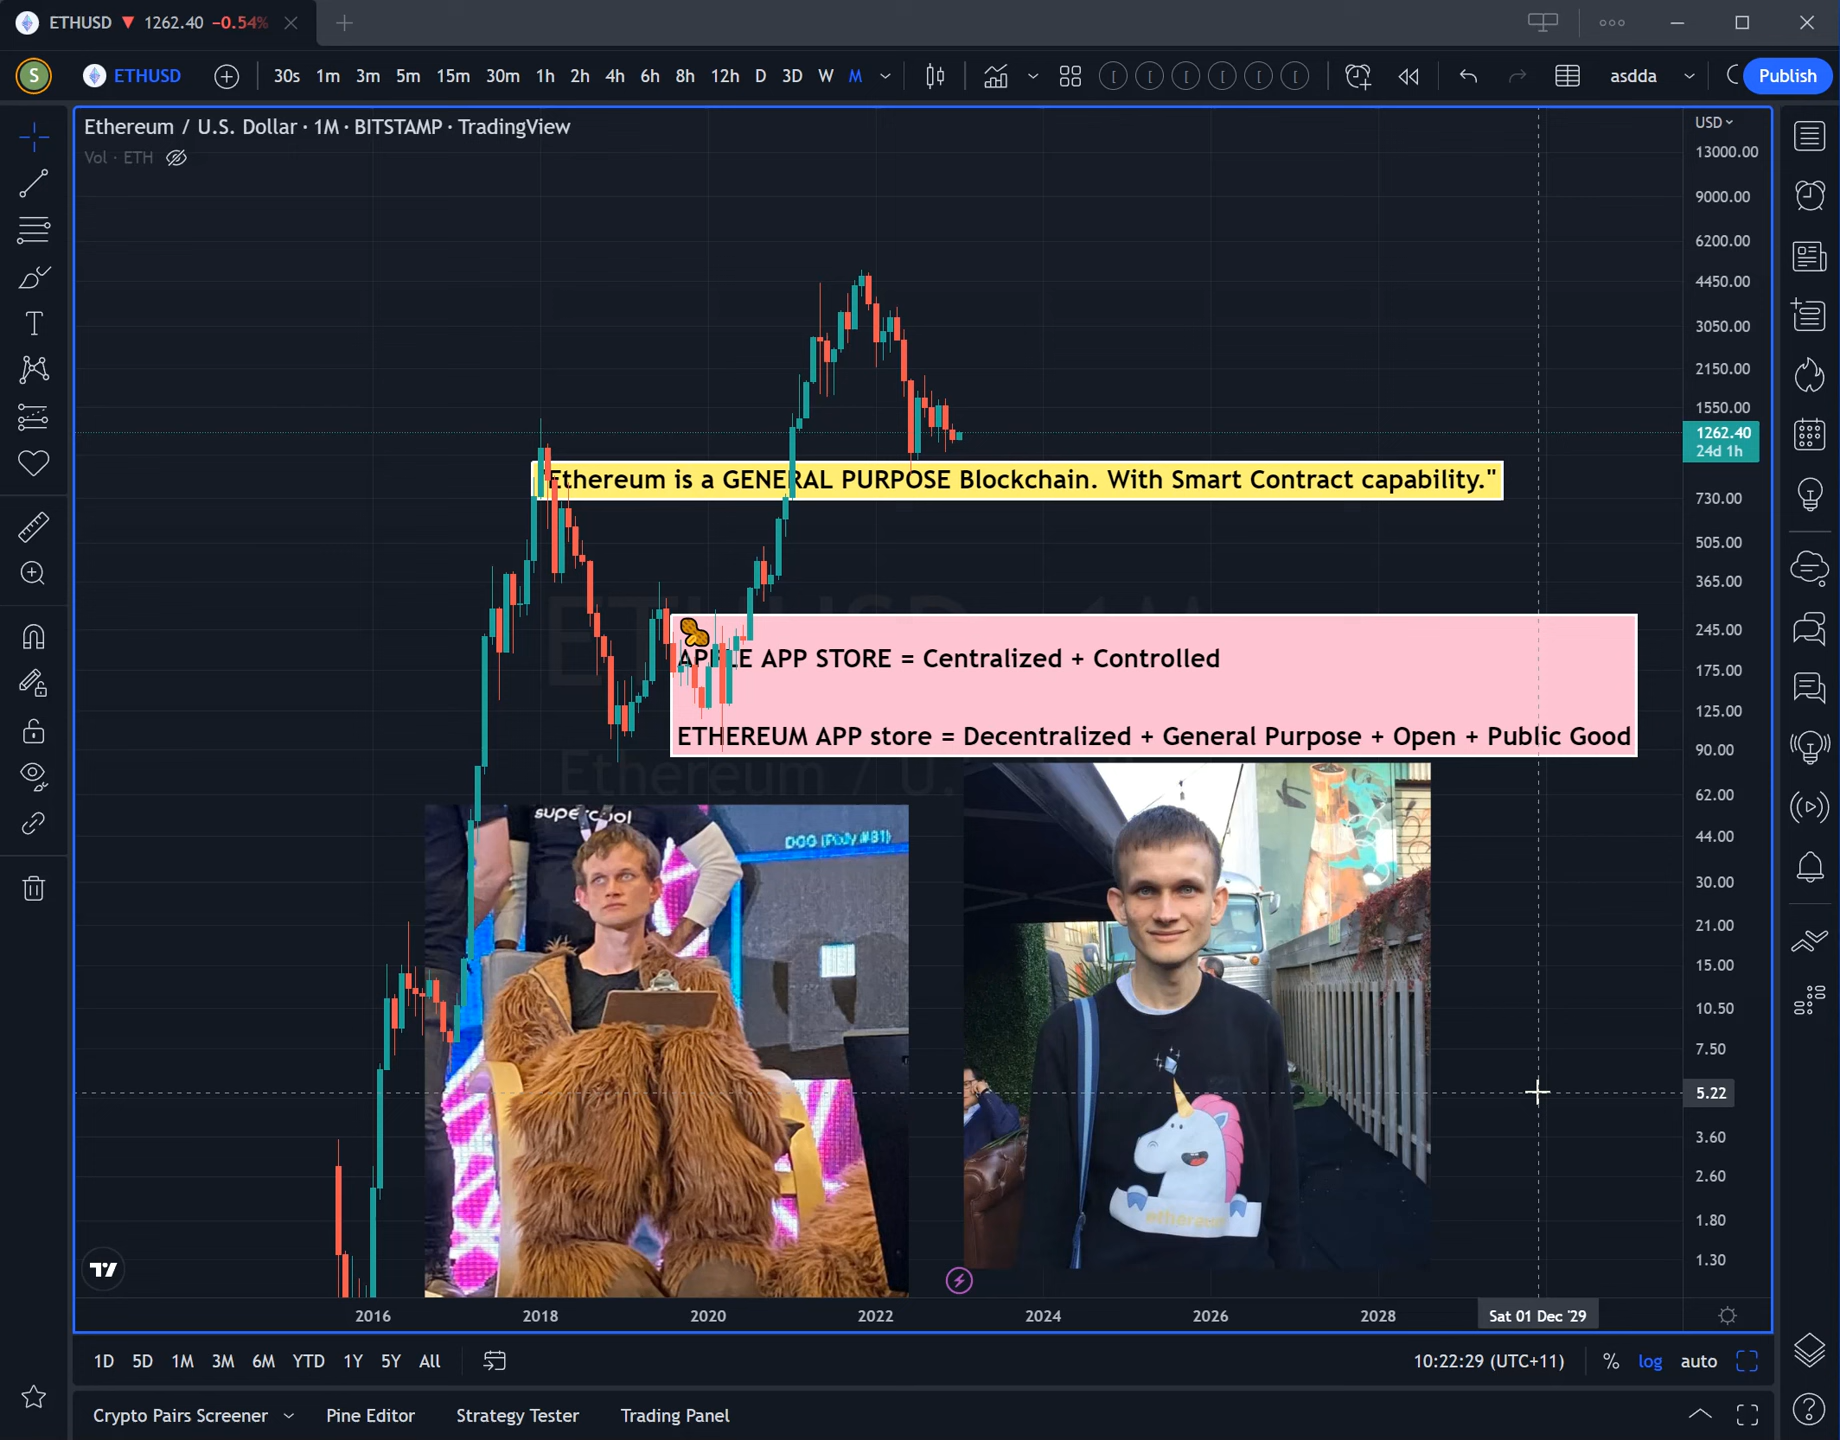 ETHUSD ▼ 1262.40 −0.54%
S ETHUSD 30s 1m 3m 5m 15m 30m 1h 2h 4h 6h 8h 12h D 3D W M asdda Publish
Ethereum / U.S. Dollar · 1M · BITSTAMP · TradingView
Vol · ETH
USD
13000.00
9000.00
6200.00
4450.00
3050.00
2150.00
1550.00
1262.40
24d 1h
"Ethereum is a GENERAL PURPOSE Blockchain. With Smart Contract capability."
730.00
505.00
365.00
ETHUSD, 1M
245.00
APPLE APP STORE = Centralized + Controlled
175.00
125.00
ETHEREUM APP store = Decentralized + General Purpose + Open + Public Good
90.00
Ethereum / U.
62.00
supercool
44.00
30.00
21.00
15.00
10.50
7.50
5.22
3.60
2.60
1.80
1.30
2016 2018 2020 2022 2024 2026 2028 Sat 01 Dec '29
1D 5D 1M 3M 6M YTD 1Y 5Y All 10:22:29 (UTC+11) % log auto
Crypto Pairs Screener Pine Editor Strategy Tester Trading Panel